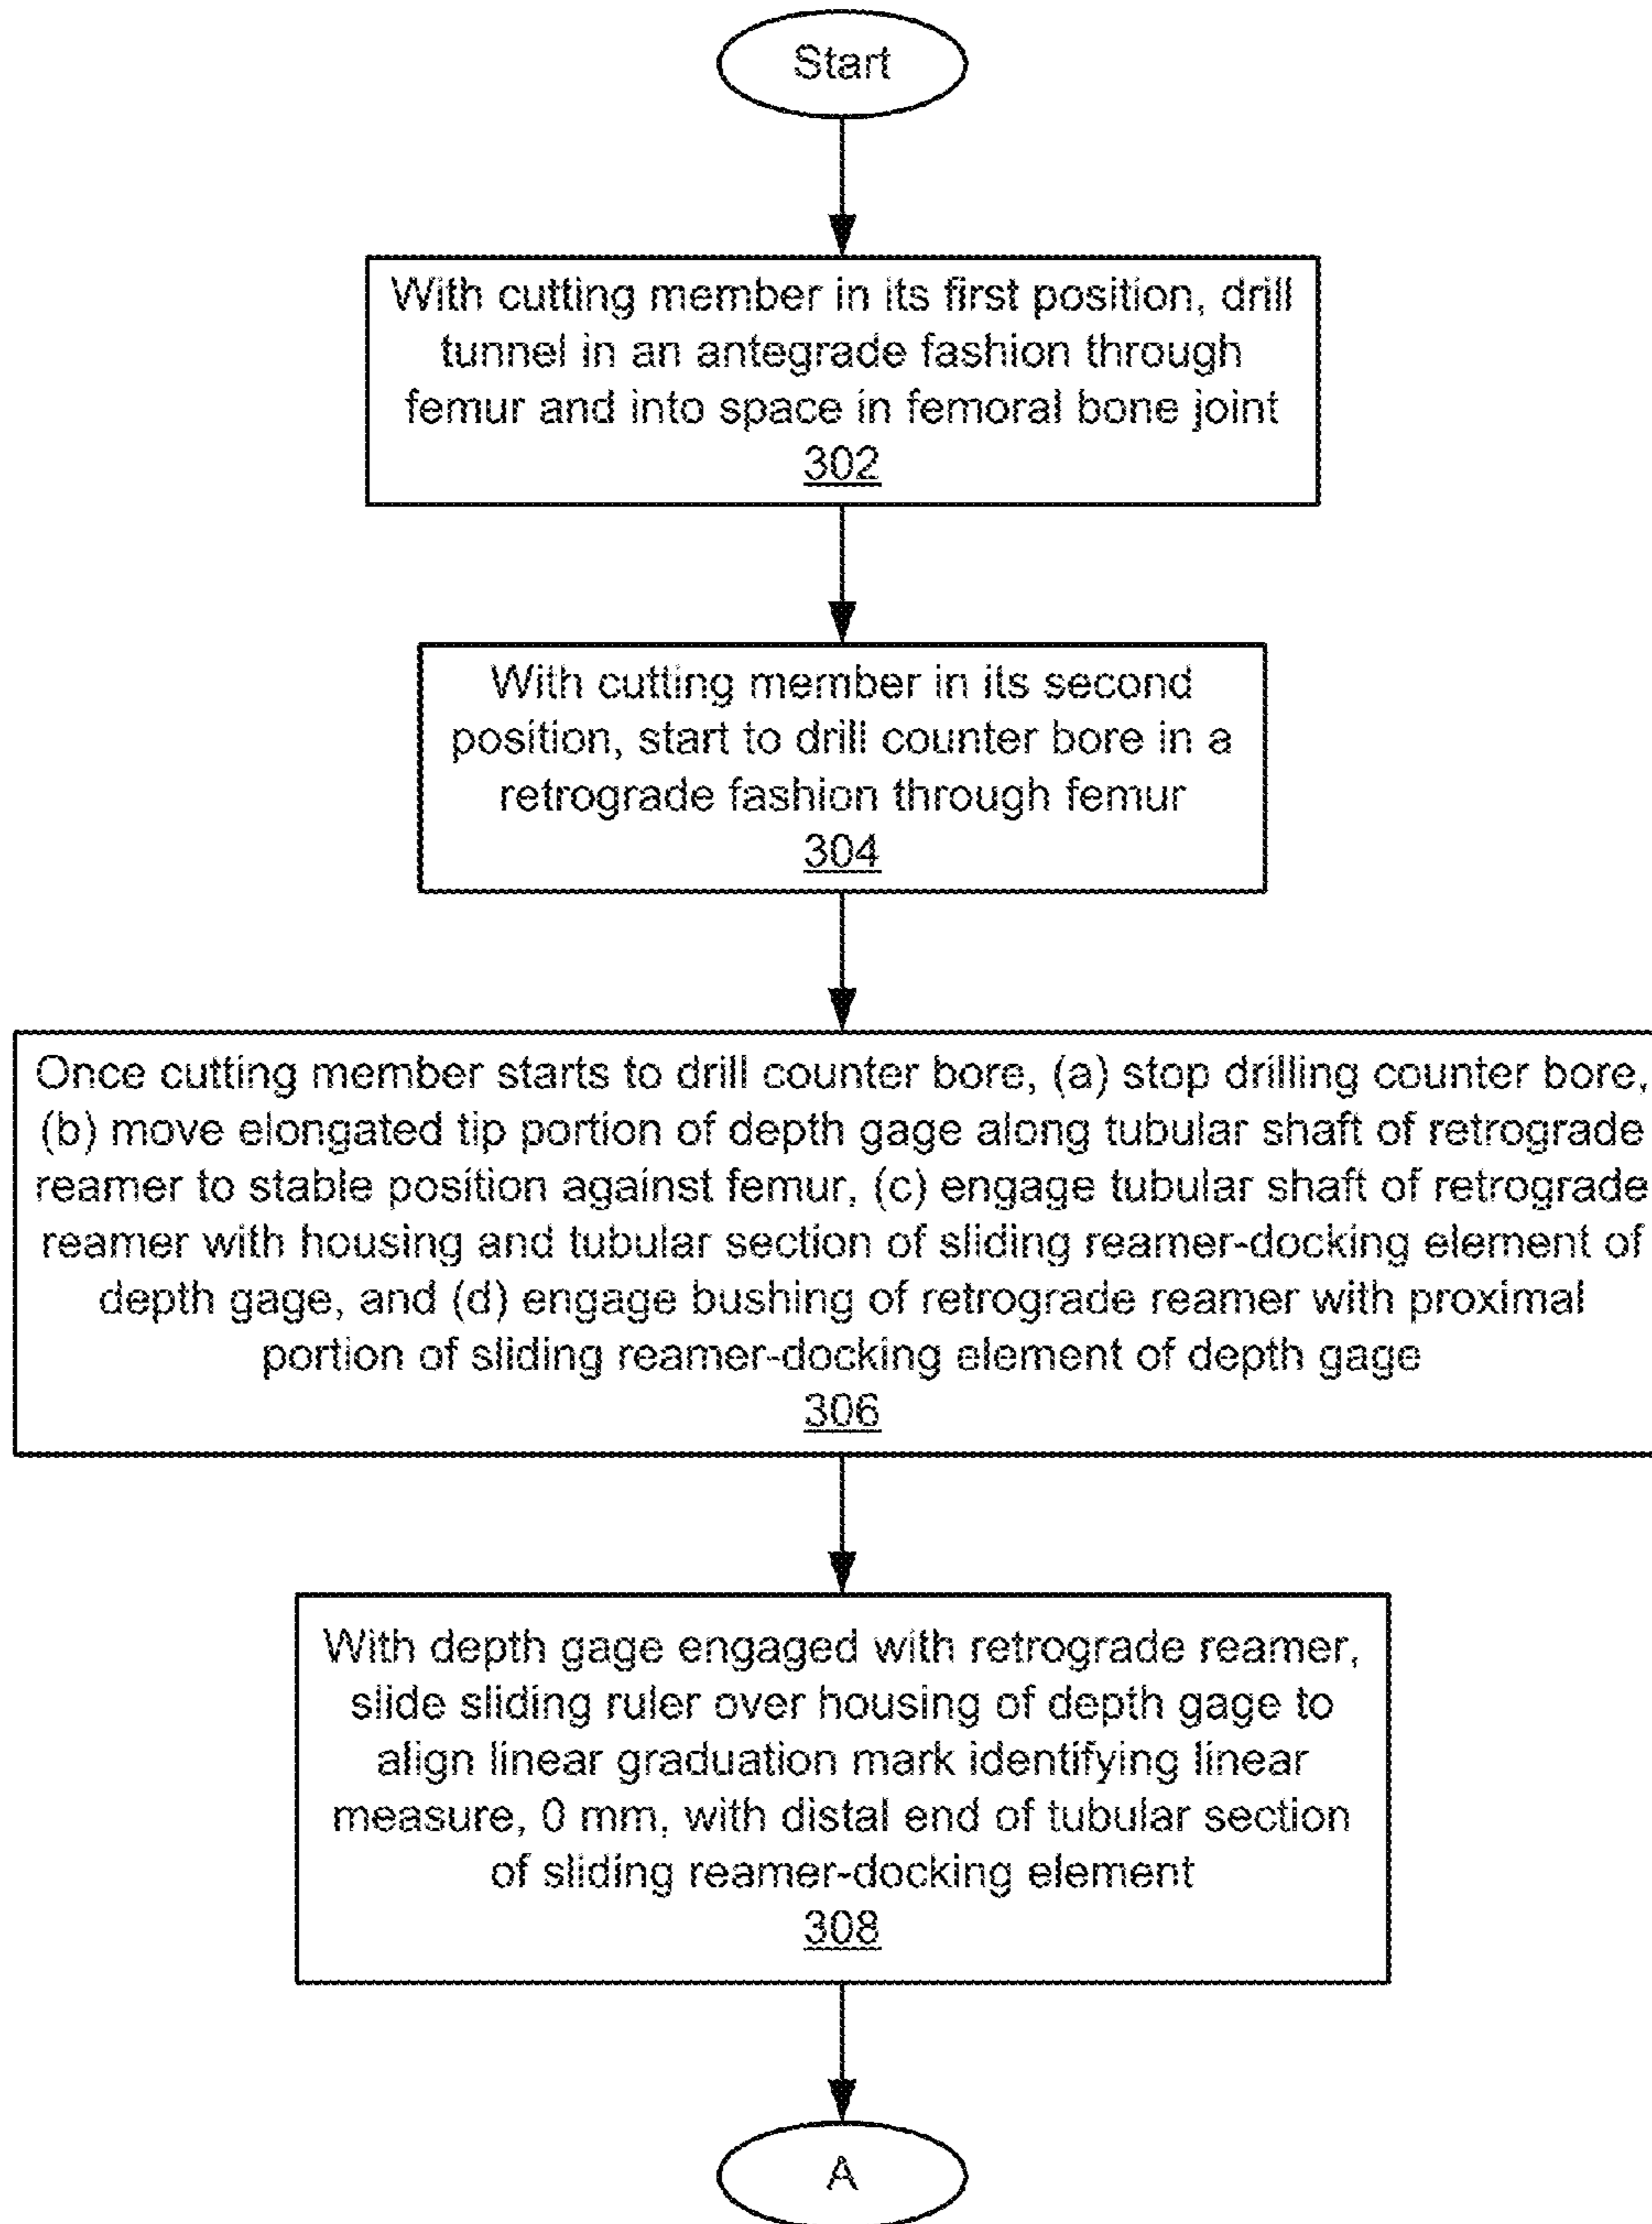 Start
With cutting member in its first position, drill
tunnel in an antegrade fashion through
femur and into space in femoral bone joint
302
With cutting member in its second
position, start to drill counter bore in a
retrograde fashion through femur
304
Once cutting member starts to drill counter bore, (a) stop drilling counter bore,
(b) move elongated tip portion of depth gage along tubular shaft of retrograde
reamer to stable position against femur, (c) engage tubular shaft of retrograde
reamer with housing and tubular section of sliding reamer-docking element of
depth gage, and (d) engage bushing of retrograde reamer with proximal
portion of sliding reamer-docking element of depth gage
306
With depth gage engaged with retrograde reamer,
slide sliding ruler over housing of depth gage to
align linear graduation mark identifying linear
measure, 0 mm, with distal end of tubular section
of sliding reamer-docking element
308
A